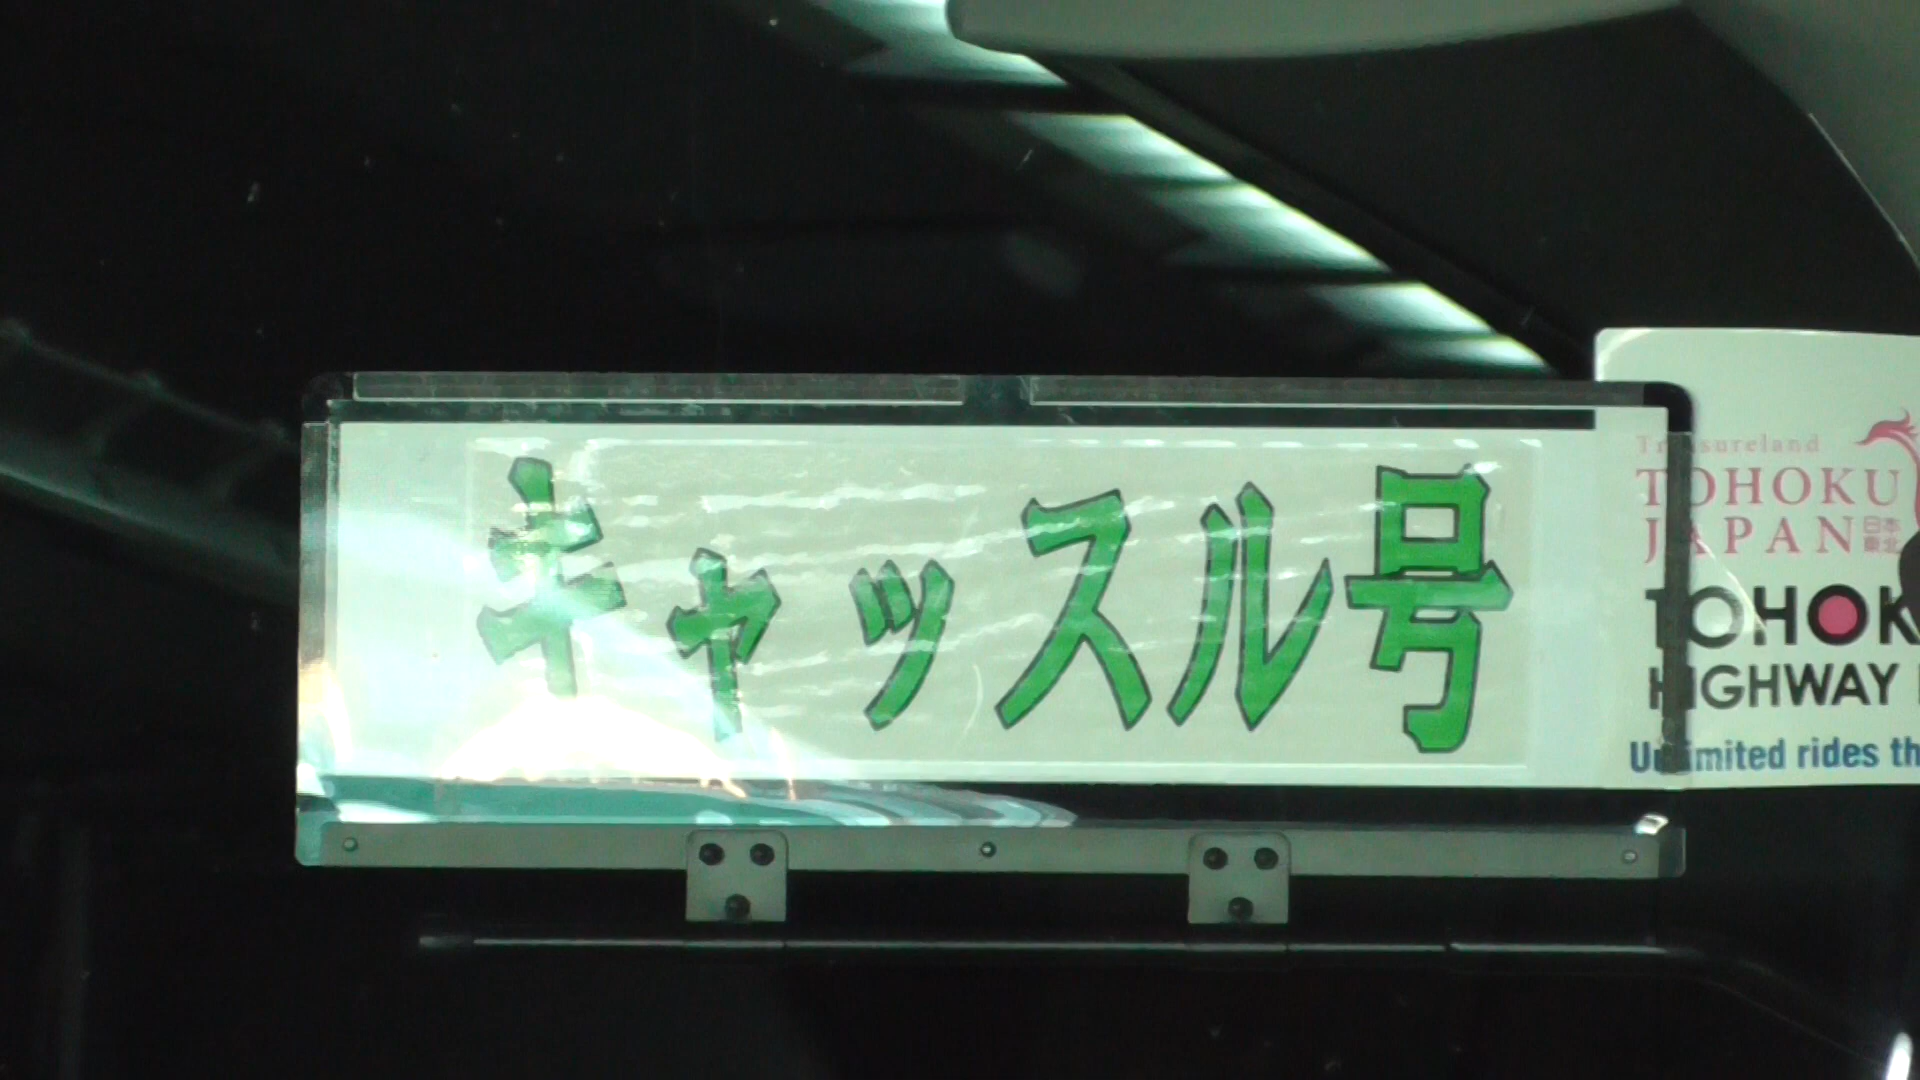 キャッスル号
Treasureland
TOHOKU
JAPAN 日本東北
TOHOK
HIGHWAY
Unlimited rides th